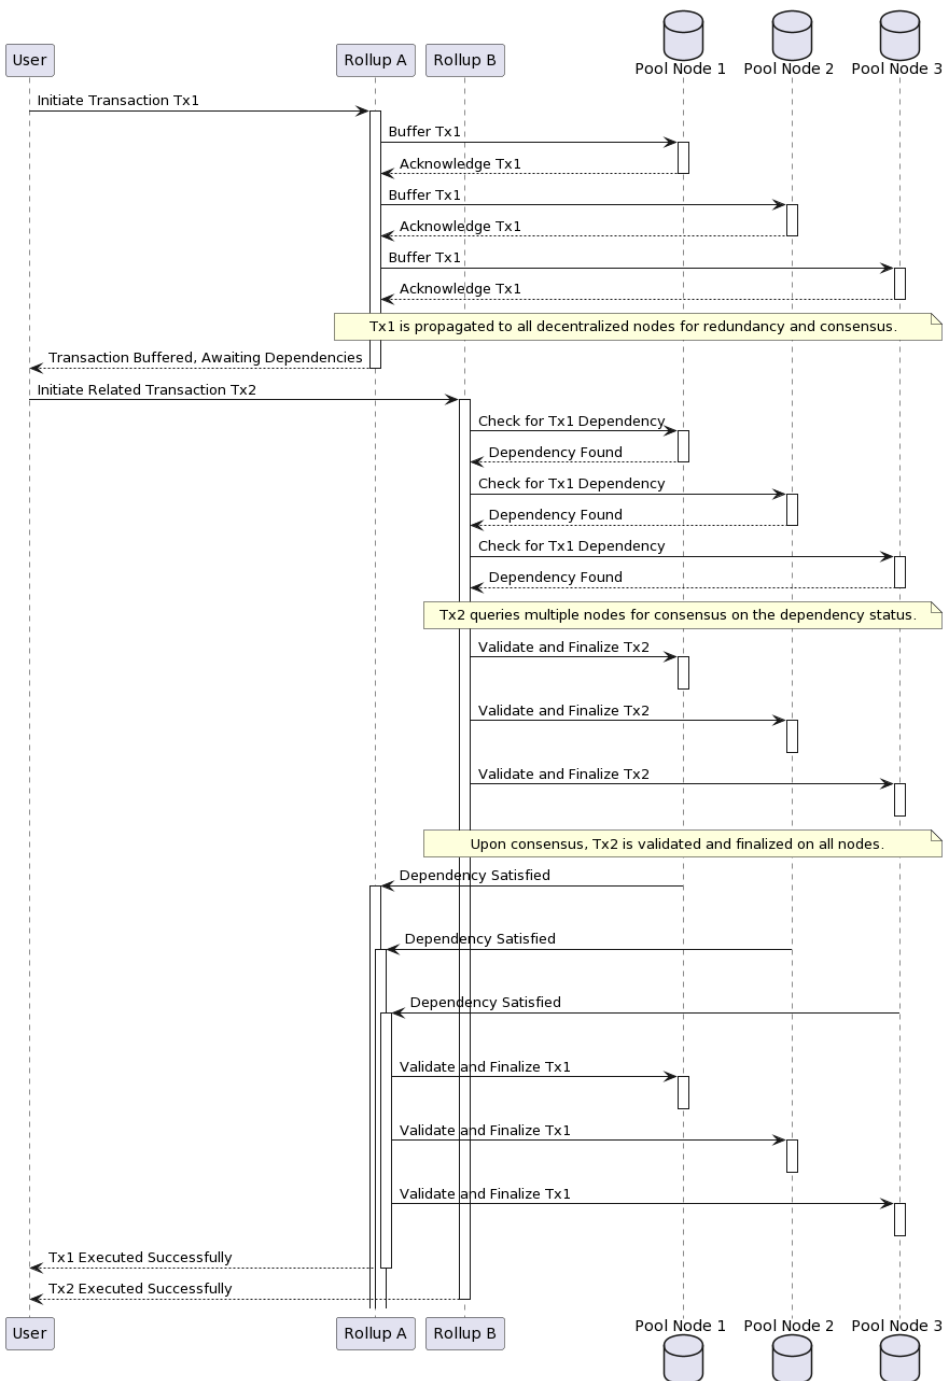 User
Rollup A
Rollup B
Pool Node 1
Pool Node 2
Pool Node 3
Initiate Transaction Tx1
Buffer Tx1
Acknowledge Tx1
Buffer Tx1
Acknowledge Tx1
Buffer Tx1
Acknowledge Tx1
Tx1 is propagated to all decentralized nodes for redundancy and consensus.
Transaction Buffered, Awaiting Dependencies
Initiate Related Transaction Tx2
Check for Tx1 Dependency
Dependency Found
Check for Tx1 Dependency
Dependency Found
Check for Tx1 Dependency
Dependency Found
Tx2 queries multiple nodes for consensus on the dependency status.
Validate and Finalize Tx2
Validate and Finalize Tx2
Validate and Finalize Tx2
Upon consensus, Tx2 is validated and finalized on all nodes.
Dependency Satisfied
Dependency Satisfied
Dependency Satisfied
Validate and Finalize Tx1
Validate and Finalize Tx1
Validate and Finalize Tx1
Tx1 Executed Successfully
Tx2 Executed Successfully
User
Rollup A
Rollup B
Pool Node 1
Pool Node 2
Pool Node 3